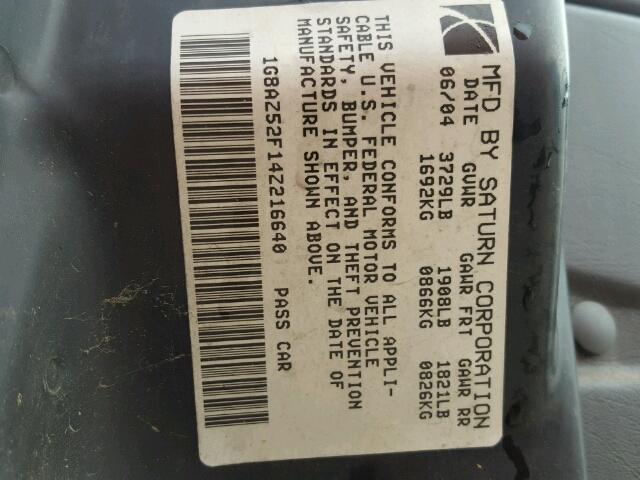 MFD BY SATURN CORPORATION
DATE GVWR GAWR FRT GAWR RR
06/04 3729LB 1908LB 1821LB
1692KG 0866KG 0826KG
THIS VEHICLE CONFORMS TO ALL APPLI-
CABLE U.S. FEDERAL MOTOR VEHICLE
SAFETY, BUMPER, AND THEFT PREVENTION
STANDARDS IN EFFECT ON THE DATE OF
MANUFACTURE SHOWN ABOVE.
1G8AZ52F14Z216640 PASS CAR